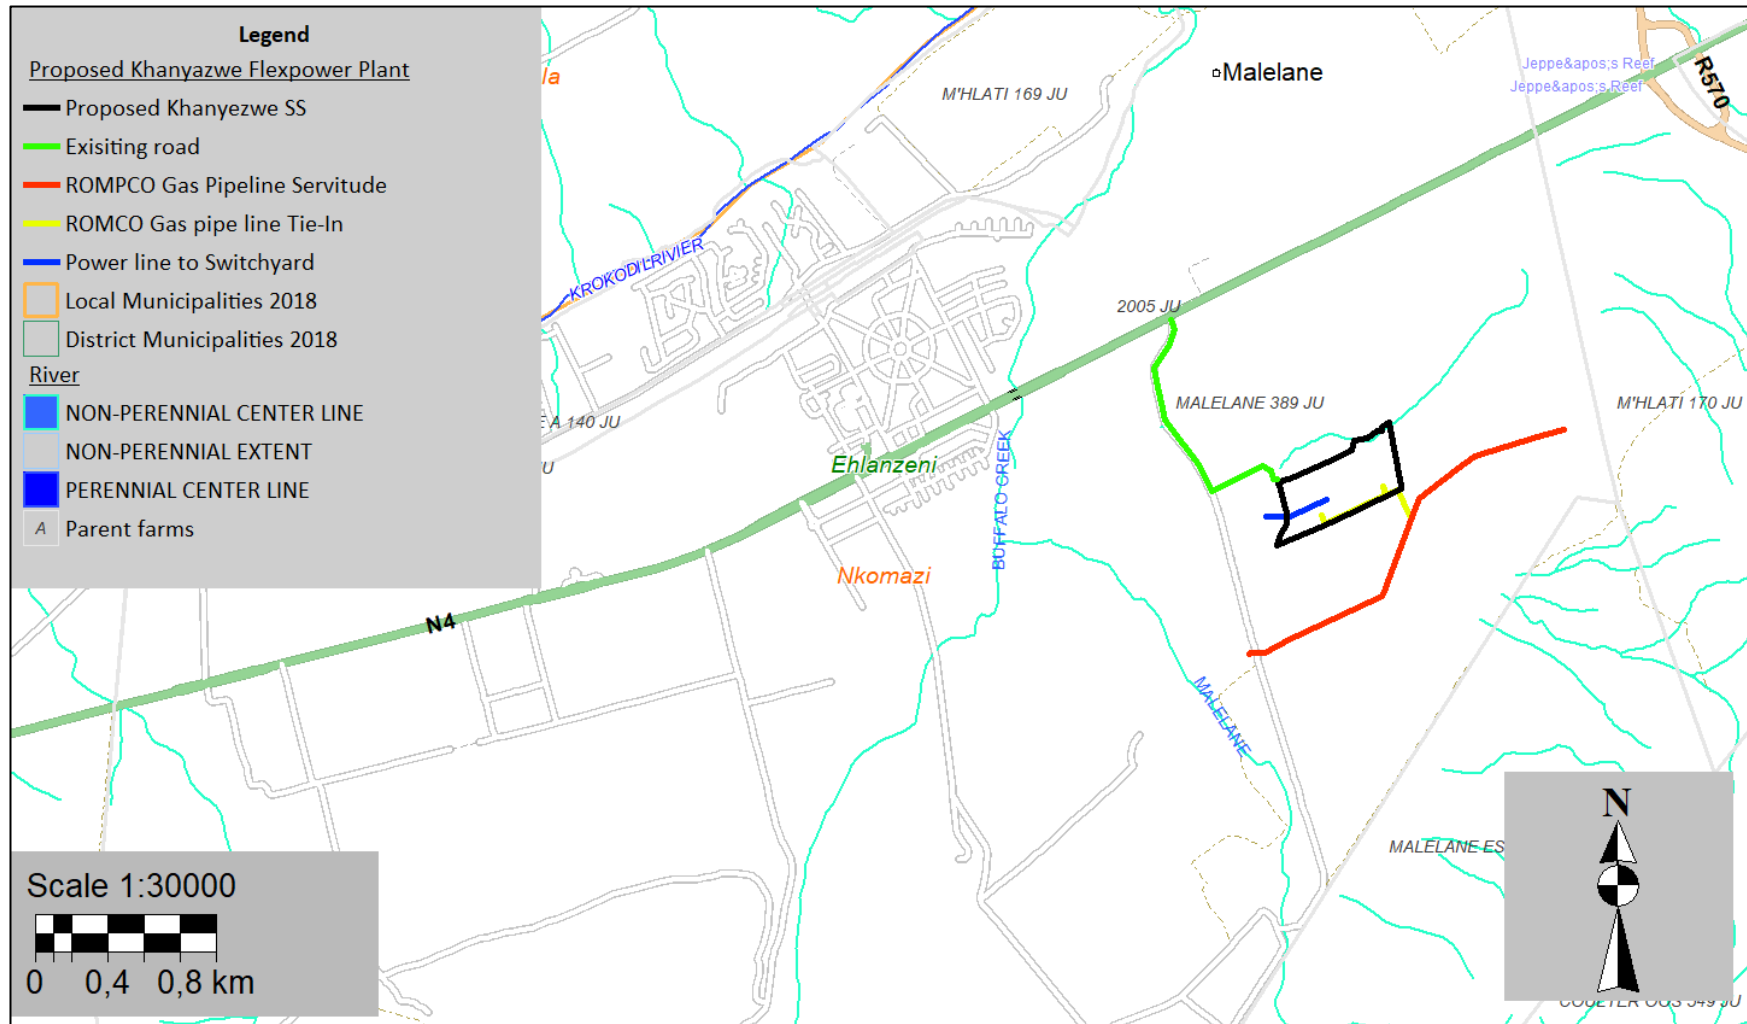 Legend
Proposed Khanyazwe Flexpower Plant
Proposed Khanyezwe SS
Exisiting road
ROMPCO Gas Pipeline Servitude
ROMCO Gas pipe line Tie-In
Power line to Switchyard
Local Municipalities 2018
District Municipalities 2018
River
NON-PERENNIAL CENTER LINE
NON-PERENNIAL EXTENT
PERENNIAL CENTER LINE
A Parent farms
la
M'HLATI 169 JU
Malelane
Jeppe&apos;s Reef
Jeppe&apos;s Reef
R570
KROKODILRIVIER
2005 JU
MALELANE 389 JU
M'HLATI 170 JU
A 140 JU
JU
Ehlanzeni
BUFFALO CREEK
Nkomazi
N4
MALELANE
MALELANE ES
N
Scale 1:30000
0 0,4 0,8 km